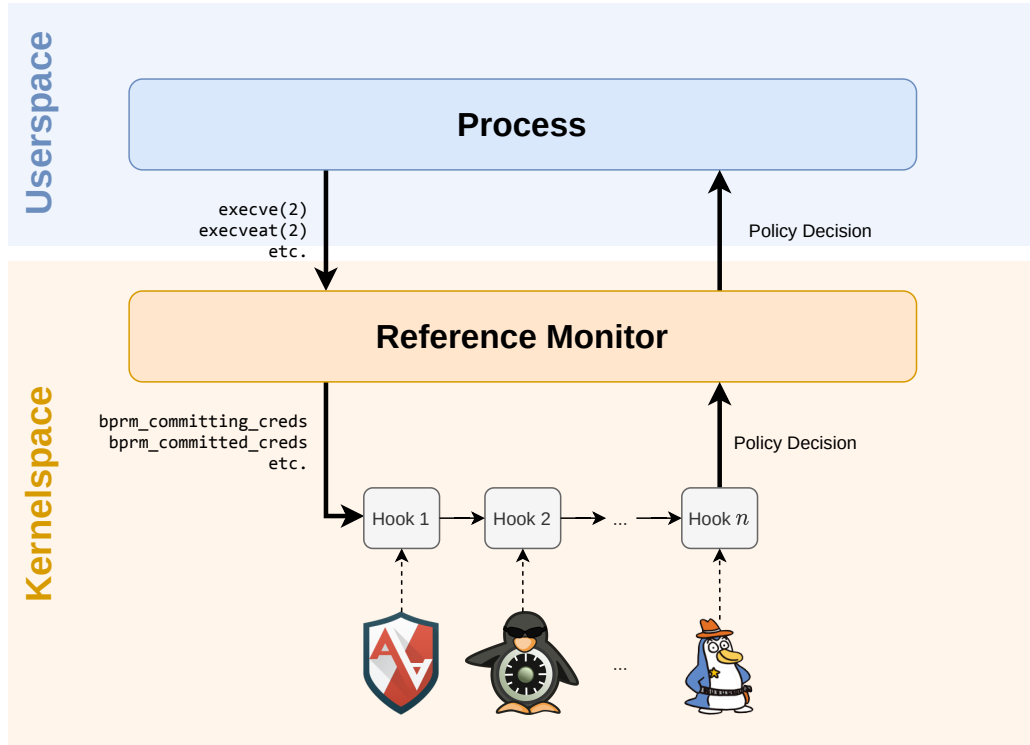 Userspace
Process
execve(2)
execveat(2)
etc.
Policy Decision
Kernelspace
Reference Monitor
bprm_committing_creds
bprm_committed_creds
etc.
Policy Decision
Hook 1
Hook 2
...
Hook n
AA
...